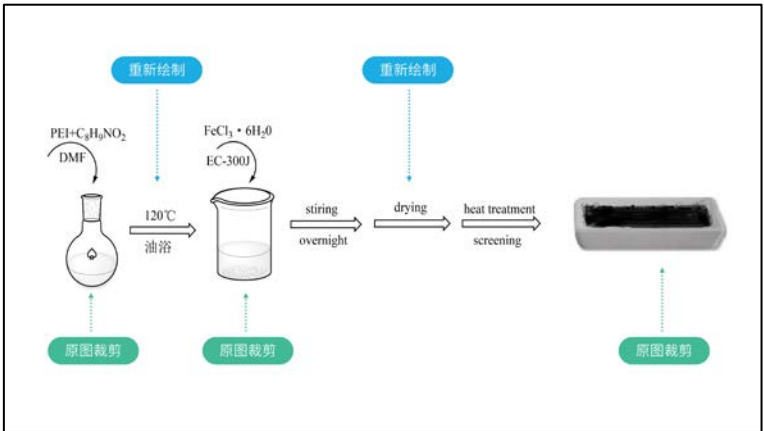 重新绘制
重新绘制
PEI+C₈H₉NO₂
DMF
FeCl₃・6H₂0
EC-300J
120℃
油浴
stiring
overnight
drying
heat treatment
screening
原图裁剪
原图裁剪
原图裁剪